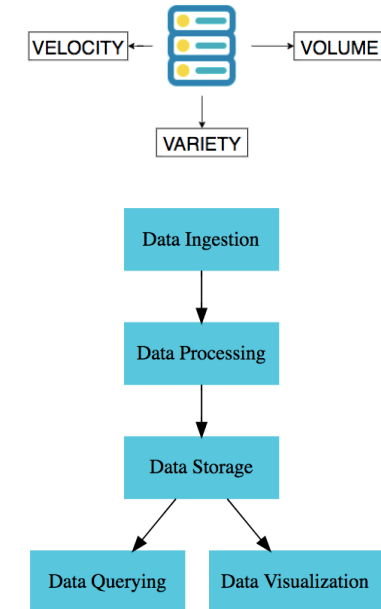 VELOCITY
VOLUME
VARIETY
Data Ingestion
Data Processing
Data Storage
Data Querying
Data Visualization